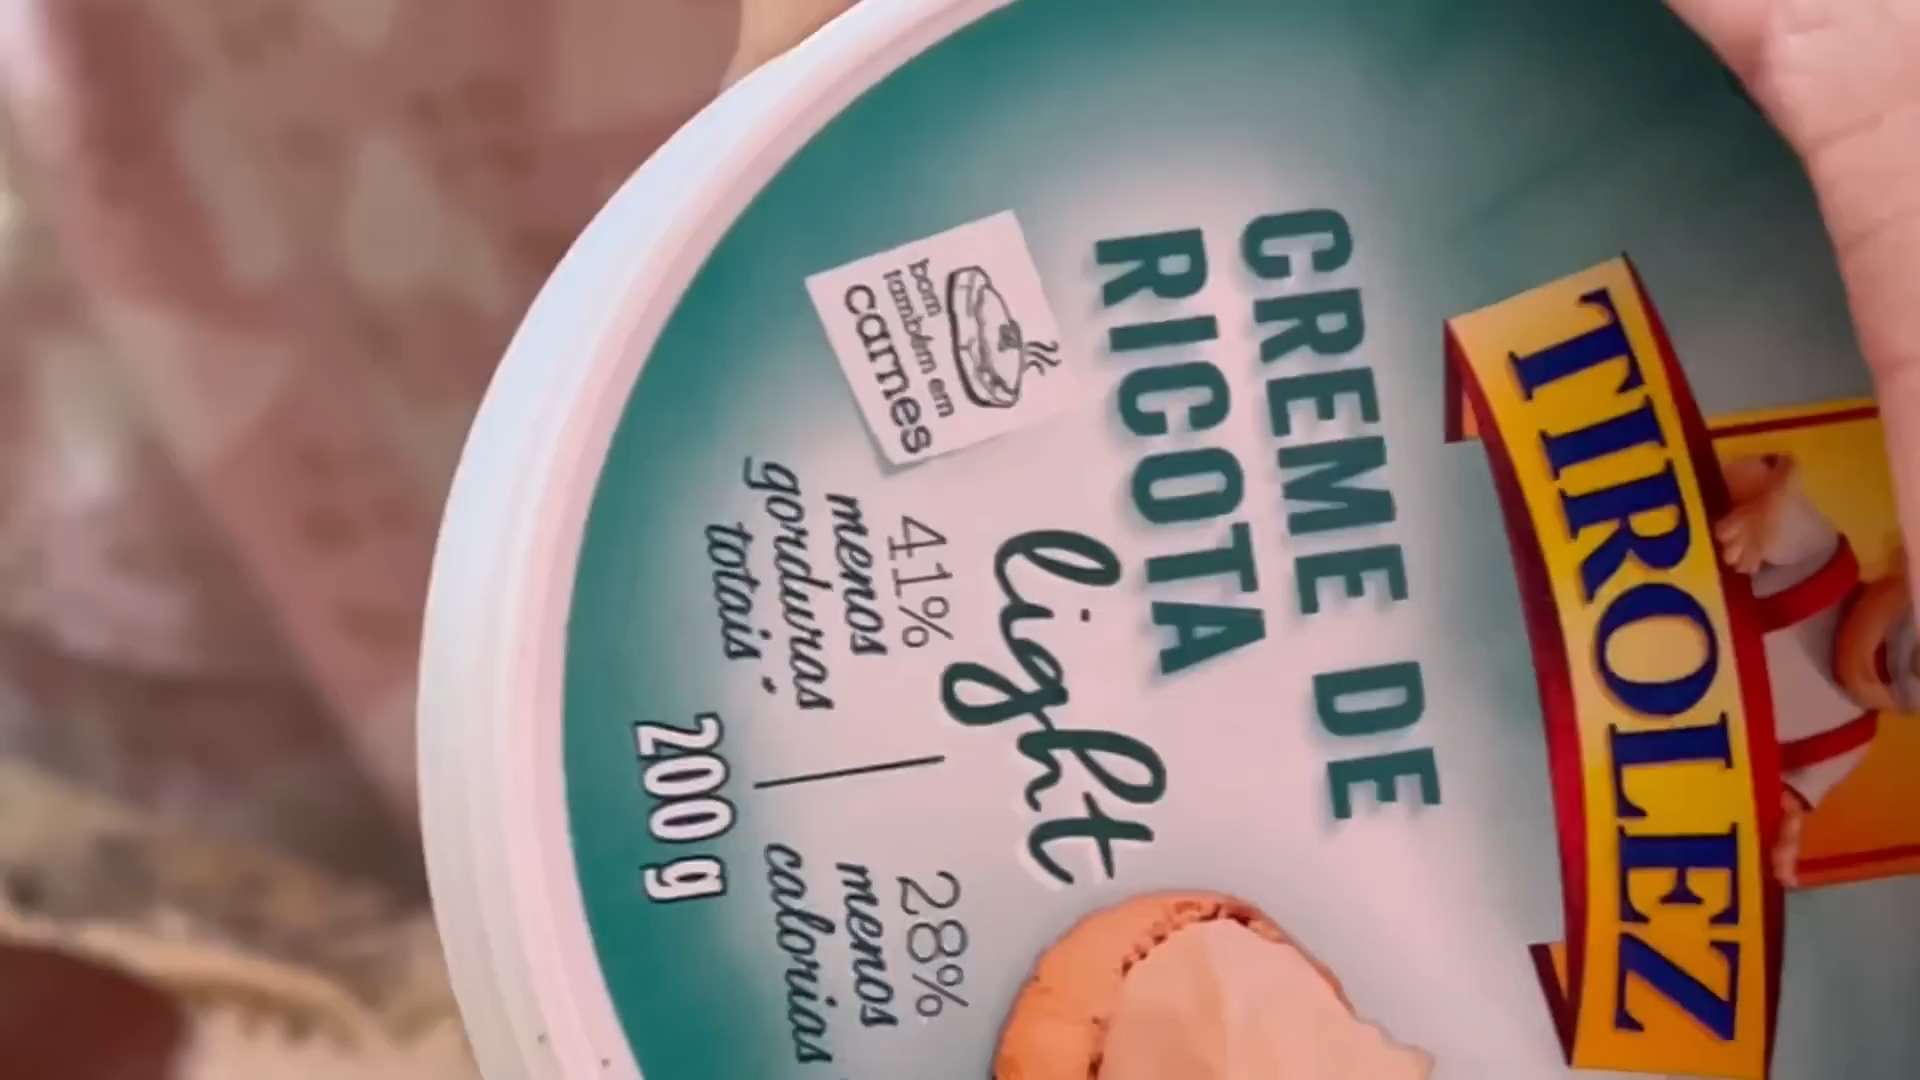 TIROLEZ
CREME DE
RICOTA
light
bom
também em
carnes
41%
menos
gorduras
totais*
28%
menos
calorias
200 g